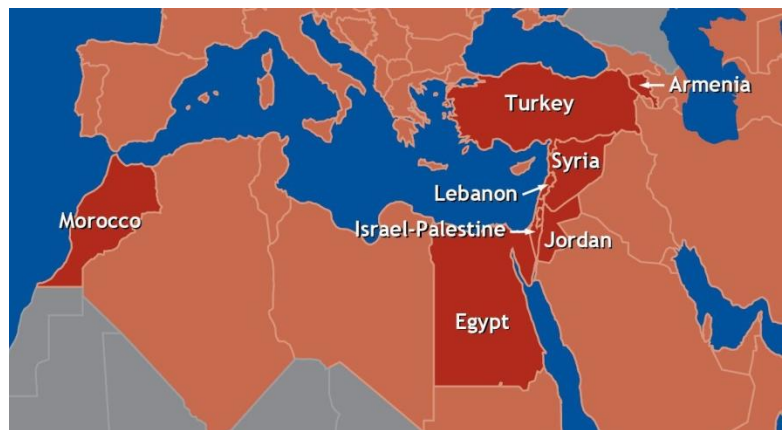 Armenia
Turkey
Syria
Lebanon
Morocco
Israel-Palestine
Jordan
Egypt